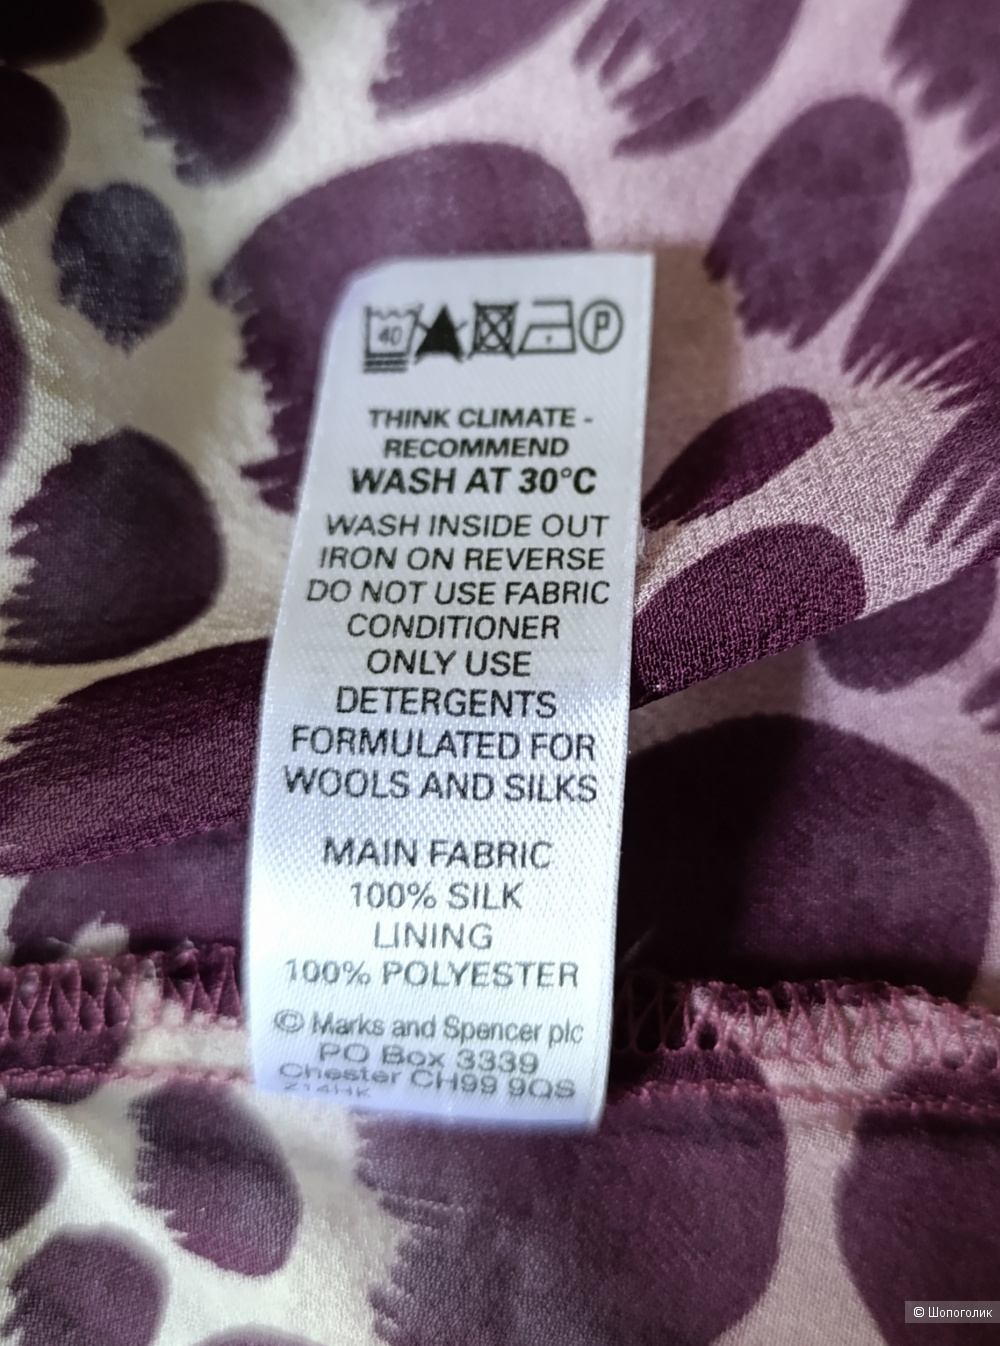 40
P
THINK CLIMATE -
RECOMMEND
WASH AT 30°C
WASH INSIDE OUT
IRON ON REVERSE
DO NOT USE FABRIC
CONDITIONER
ONLY USE
DETERGENTS
FORMULATED FOR
WOOLS AND SILKS
MAIN FABRIC
100% SILK
LINING
100% POLYESTER
© Marks and Spencer plc
PO Box 3339
Chester CH99 9QS
© Шопоголик